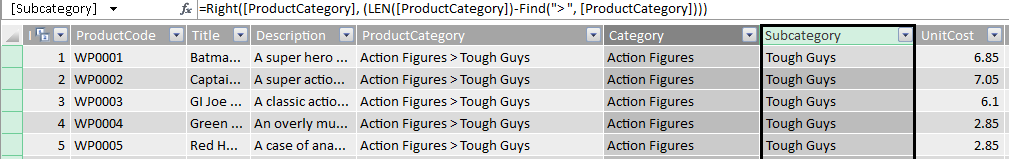 [Subcategory] fx =Right([ProductCategory], (LEN([ProductCategory])-Find(">", [ProductCategory])))
I ProductCode Title Description ProductCategory Category Subcategory UnitCost
1 WP0001 Batma... A super hero ... Action Figures > Tough Guys Action Figures Tough Guys 6.85
2 WP0002 Captai... A super actio... Action Figures > Tough Guys Action Figures Tough Guys 7.05
3 WP0003 GI Joe ... A classic actio... Action Figures > Tough Guys Action Figures Tough Guys 6.1
4 WP0004 Green ... An overly mu... Action Figures > Tough Guys Action Figures Tough Guys 2.85
5 WP0005 Red H... A case of ana... Action Figures > Tough Guys Action Figures Tough Guys 2.85